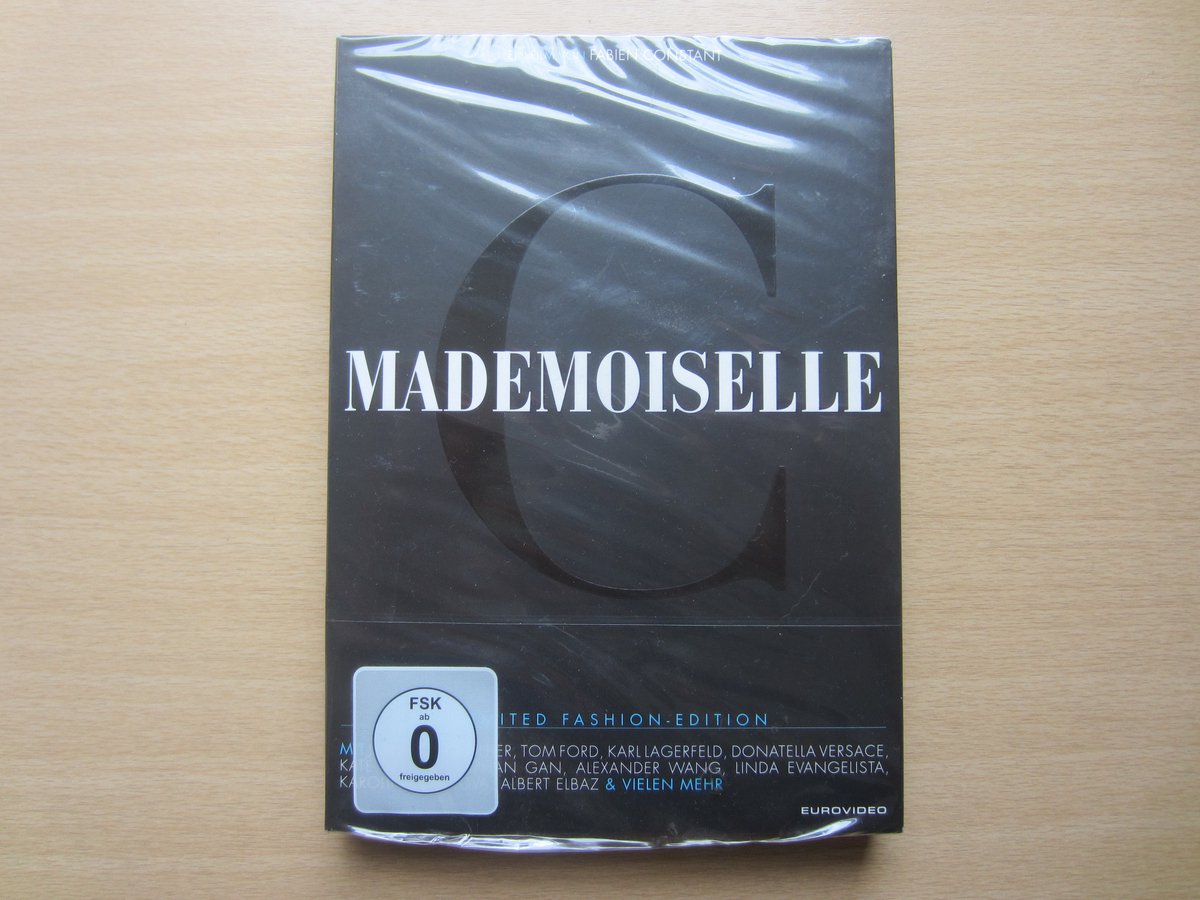 FABIEN CONSTANT
C
MADEMOISELLE
FASHION-EDITION
TOM FORD, KARL LAGERFELD, DONATELLA VERSACE,
GAN, ALEXANDER WANG, LINDA EVANGELISTA,
ALBERT ELBAZ & VIELEN MEHR
FSK
ab
0
freigegeben
EUROVIDEO